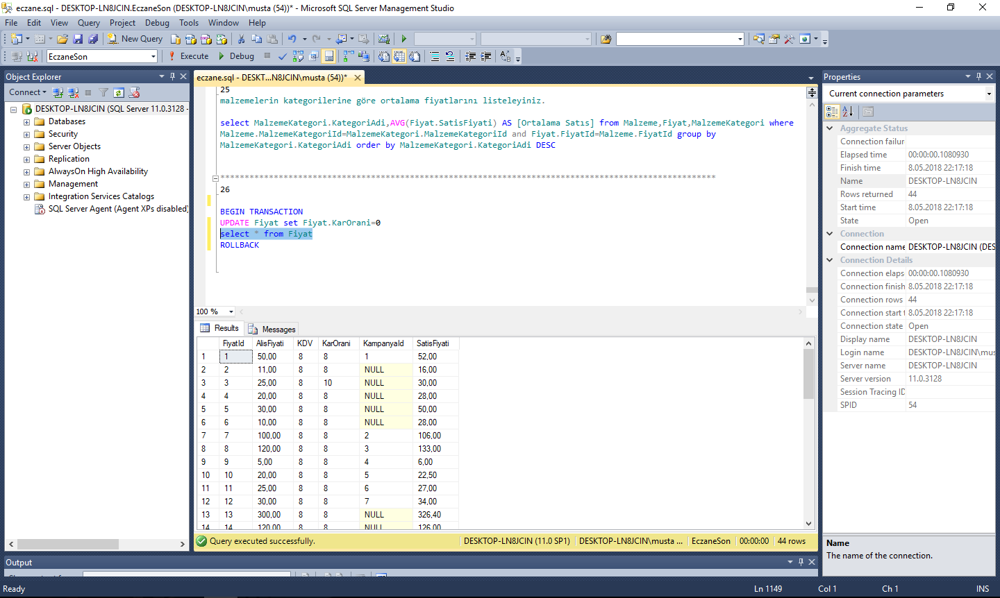 eczane.sql - DESKTOP-LN8JCIN.EczaneSon (DESKTOP-LN8JCIN\musta (54))* - Microsoft SQL Server Management Studio
File Edit View Query Project Debug Tools Window Help
New Query
EczaneSon Execute Debug
Object Explorer
Connect
DESKTOP-LN8JCIN (SQL Server 11.0.3128 -
Databases
Security
Server Objects
Replication
AlwaysOn High Availability
Management
Integration Services Catalogs
SQL Server Agent (Agent XPs disabled)
eczane.sql - DESKT...N8JCIN\musta (54))*
25
malzemelerin kategorilerine göre ortalama fiyatlarını listeleyiniz.
select MalzemeKategori.KategoriAdi,AVG(Fiyat.SatisFiyati) AS [Ortalama Satıs] from Malzeme,Fiyat,MalzemeKategori where
Malzeme.MalzemeKategoriId=MalzemeKategori.MalzemeKategoriId and Fiyat.FiyatId=Malzeme.FiyatId group by
MalzemeKategori.KategoriAdi order by MalzemeKategori.KategoriAdi DESC
******************************************************************************************************
26
BEGIN TRANSACTION
UPDATE Fiyat set Fiyat.KarOrani=0
select * from Fiyat
ROLLBACK
100 %
Results Messages
FiyatId AlisFiyati KDV KarOrani KampanyaId SatisFiyati
1 1 50,00 8 8 1 52,00
2 2 11,00 8 8 NULL 16,00
3 3 25,00 8 10 NULL 30,00
4 4 20,00 8 8 NULL 28,00
5 5 30,00 8 8 NULL 50,00
6 6 10,00 8 8 NULL 28,00
7 7 100,00 8 8 2 106,00
8 8 120,00 8 8 3 133,00
9 9 5,00 8 8 4 6,00
10 10 20,00 8 8 5 22,50
11 11 25,00 8 8 6 27,00
12 12 30,00 8 8 7 34,00
13 13 300,00 8 8 NULL 326,40
14 14 120,00 8 8 NULL 126,00
Query executed successfully. DESKTOP-LN8JCIN (11.0 SP1) DESKTOP-LN8JCIN\musta ... EczaneSon 00:00:00 44 rows
Properties
Current connection parameters
Aggregate Status
Connection failur
Elapsed time 00:00:00.1080930
Finish time 8.05.2018 22:17:18
Name DESKTOP-LN8JCIN
Rows returned 44
Start time 8.05.2018 22:17:18
State Open
Connection
Connection name DESKTOP-LN8JCIN (DES
Connection Details
Connection elaps 00:00:00.1080930
Connection finish 8.05.2018 22:17:18
Connection rows 44
Connection start t 8.05.2018 22:17:18
Connection state Open
Display name DESKTOP-LN8JCIN
Login name DESKTOP-LN8JCIN\mus
Server name DESKTOP-LN8JCIN
Server version 11.0.3128
Session Tracing ID
SPID 54
Name
The name of the connection.
Output
Ready Ln 1149 Col 1 Ch 1 INS